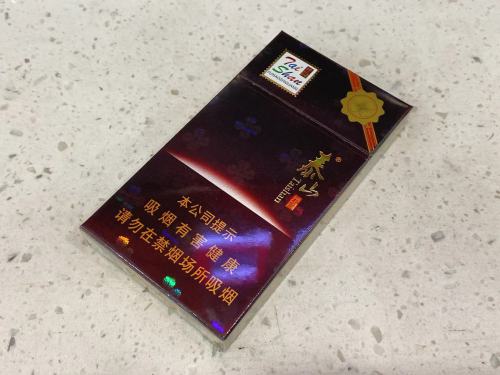 Tai
Shan
泰山
®
Taishan
本公司提示
吸烟有害健康
请勿在禁烟场所吸烟